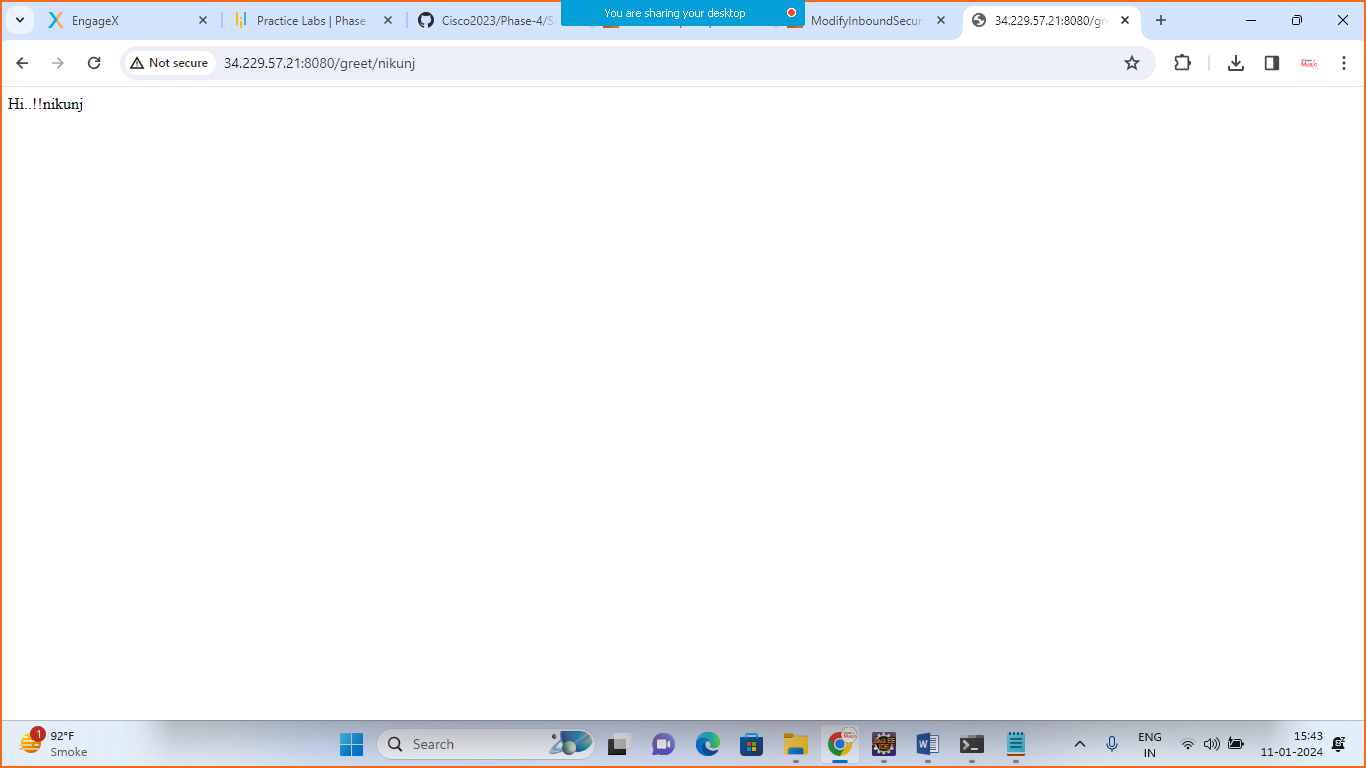 EngageX
Practice Labs | Phase
Cisco2023/Phase-4/S
You are sharing your desktop
ModifyInboundSecur
34.229.57.21:8080/gr
Not secure
34.229.57.21:8080/greet/nikunj
Hi..!!nikunj
1
92°F
Smoke
Search
ENG
IN
15:43
11-01-2024